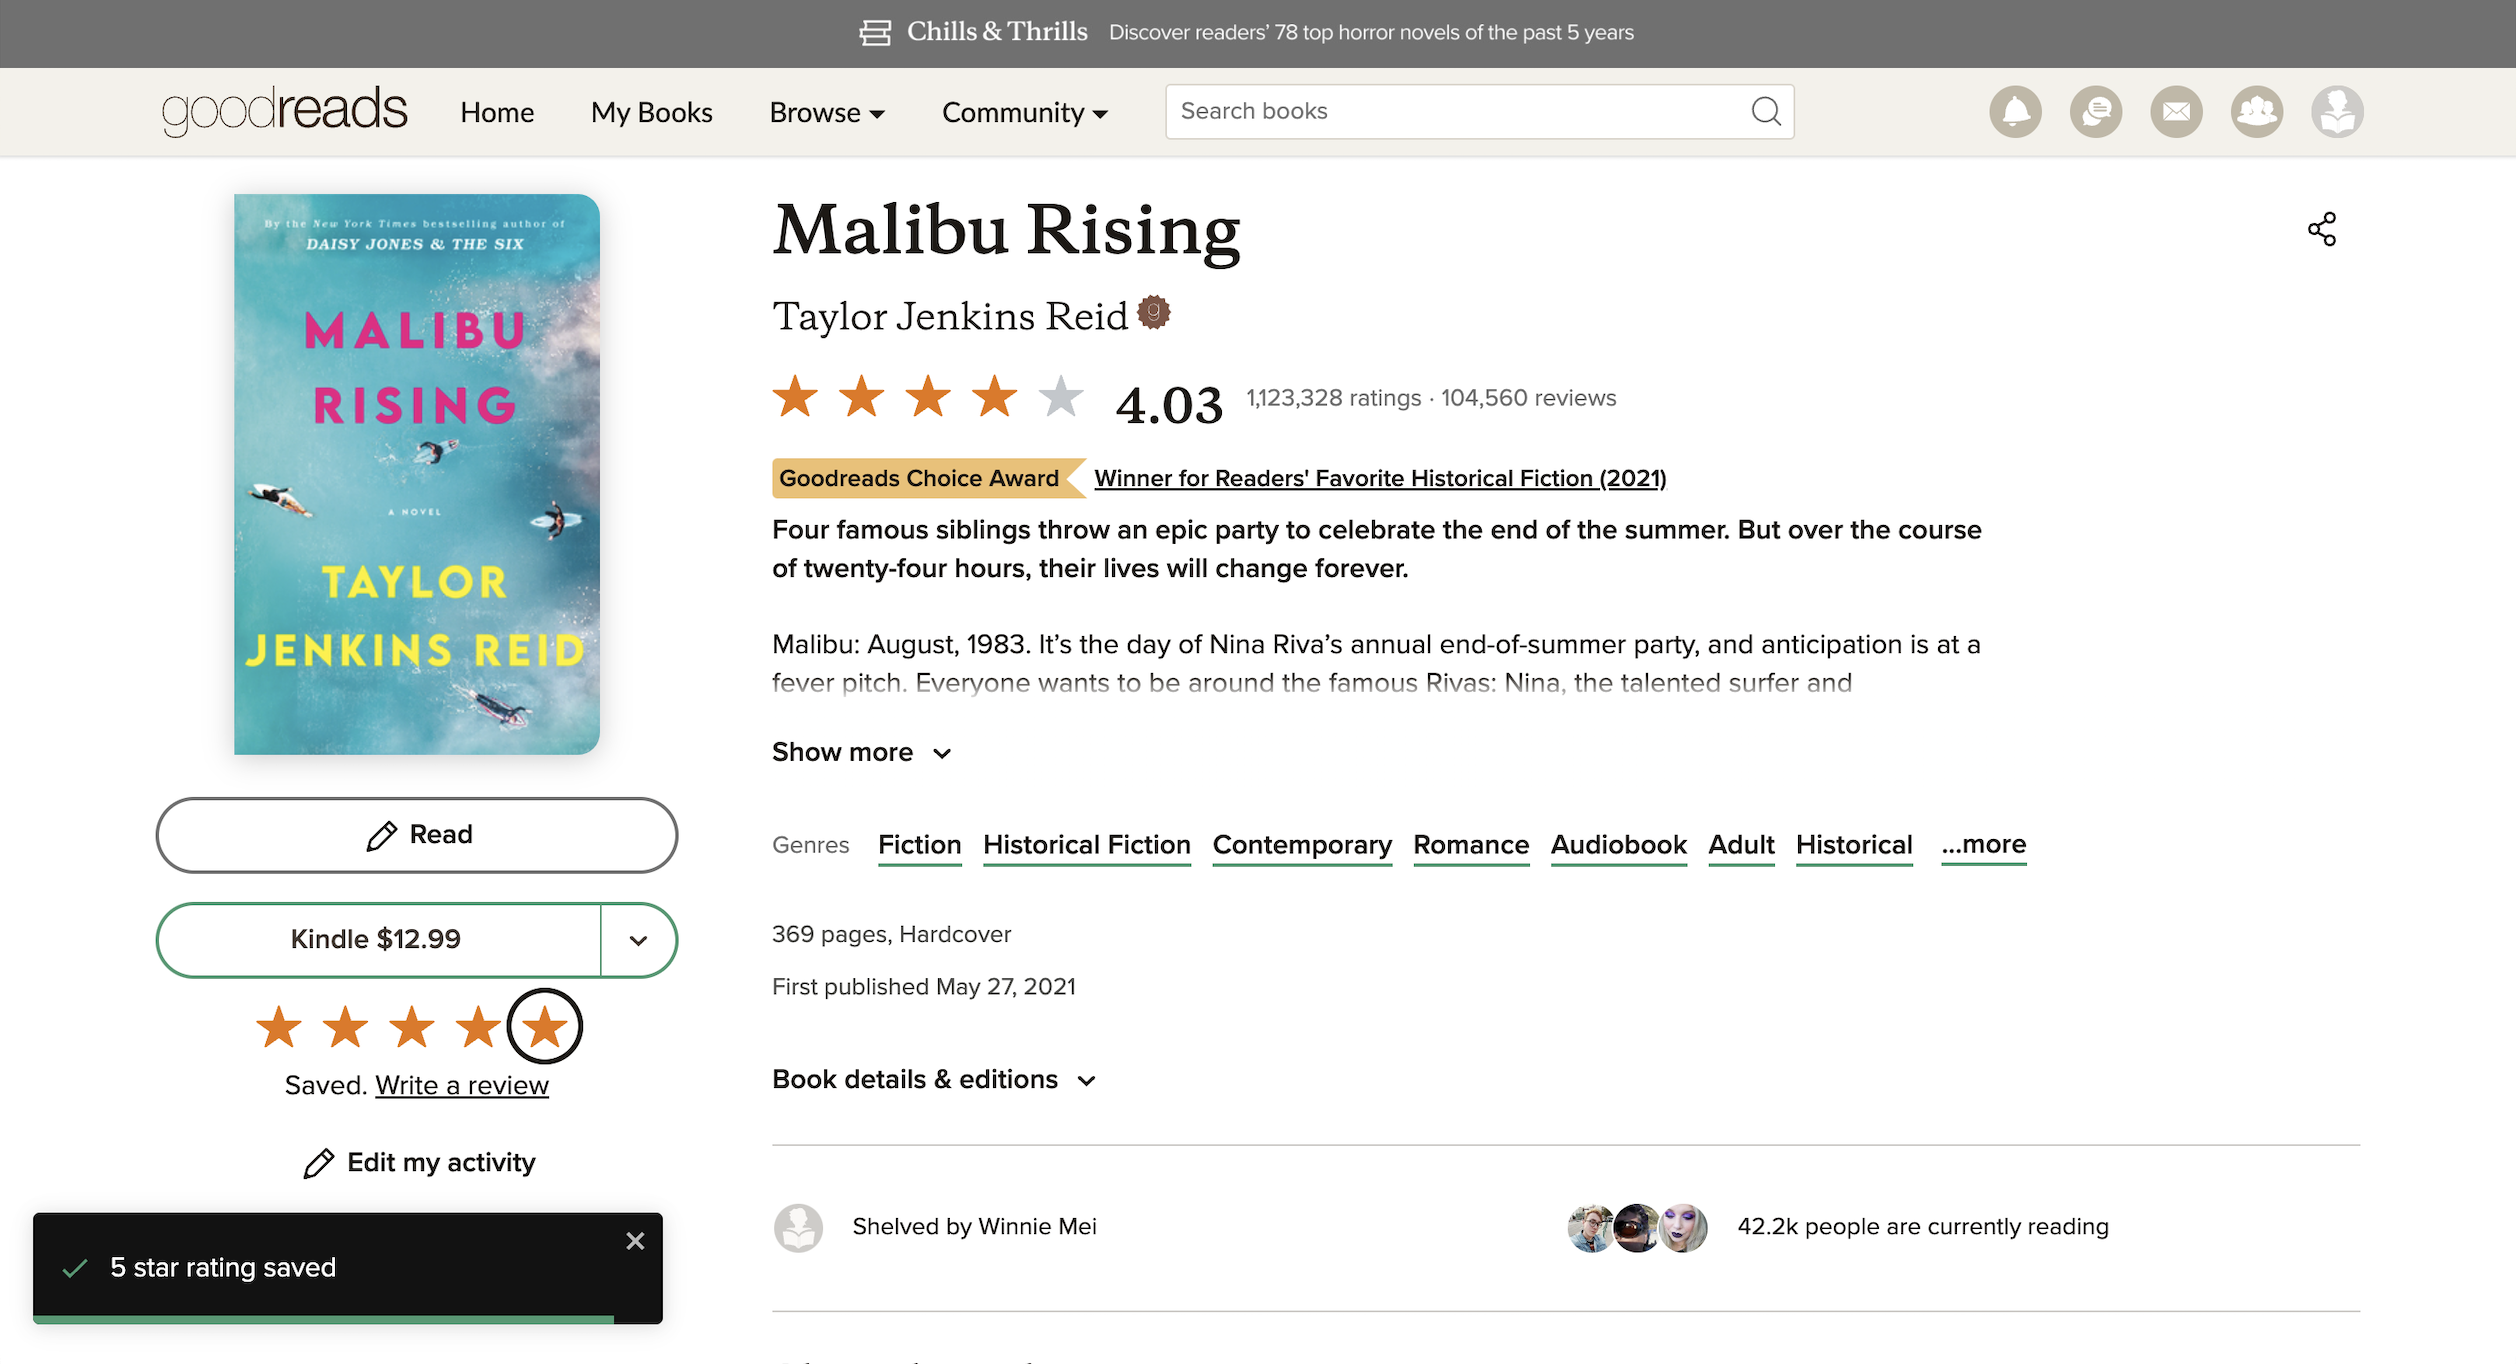 Chills & Thrills Discover readers’ 78 top horror novels of the past 5 years
goodreads Home My Books Browse Community Search books
By the New York Times bestselling author of
DAISY JONES & THE SIX
MALIBU
RISING
A NOVEL
TAYLOR
JENKINS REID
Read
Kindle $12.99
Saved. Write a review
Edit my activity
5 star rating saved
Malibu Rising
Taylor Jenkins Reid g
4.03 1,123,328 ratings · 104,560 reviews
Goodreads Choice Award Winner for Readers' Favorite Historical Fiction (2021)
Four famous siblings throw an epic party to celebrate the end of the summer. But over the course
of twenty-four hours, their lives will change forever.
Malibu: August, 1983. It’s the day of Nina Riva’s annual end-of-summer party, and anticipation is at a
fever pitch. Everyone wants to be around the famous Rivas: Nina, the talented surfer and
Show more
Genres Fiction Historical Fiction Contemporary Romance Audiobook Adult Historical ...more
369 pages, Hardcover
First published May 27, 2021
Book details & editions
Shelved by Winnie Mei
42.2k people are currently reading